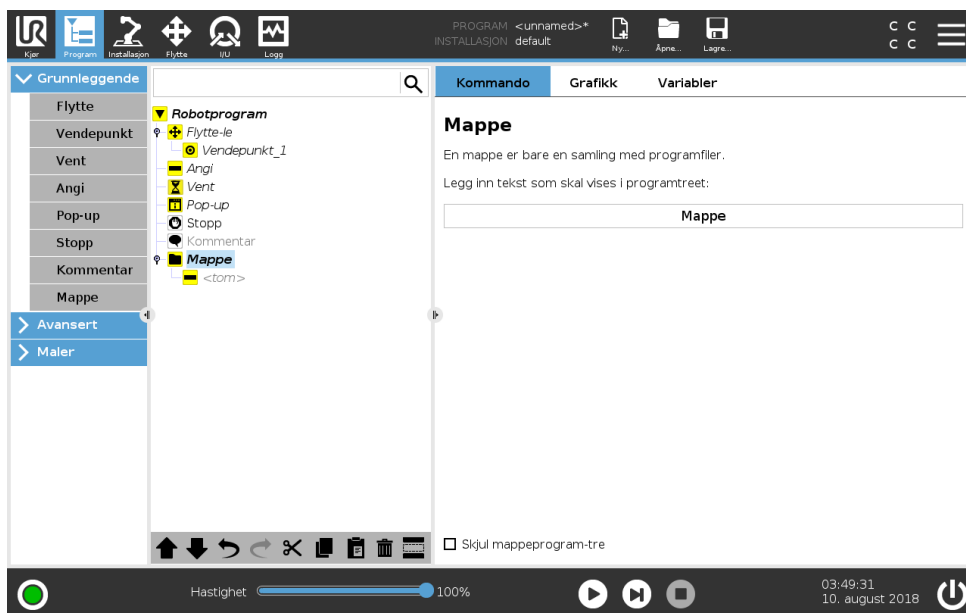 PROGRAM <unnamed>*
INSTALLASJON default
UR
Kjør
Program
Installasjon
Flytte
I/U
Logg
Ny...
Åpne...
Lagre...
C C
C C
Grunnleggende
Flytte
Vendepunkt
Vent
Angi
Pop-up
Stopp
Kommentar
Mappe
Avansert
Maler
Robotprogram
Flytte-le
Vendepunkt_1
Angi
Vent
Pop-up
Stopp
Kommentar
Mappe
<tom>
Kommando Grafikk Variabler
Mappe
En mappe er bare en samling med programfiler.
Legg inn tekst som skal vises i programtreet:
Mappe
Skjul mappeprogram-tre
Hastighet 100%
03:49:31
10. august 2018